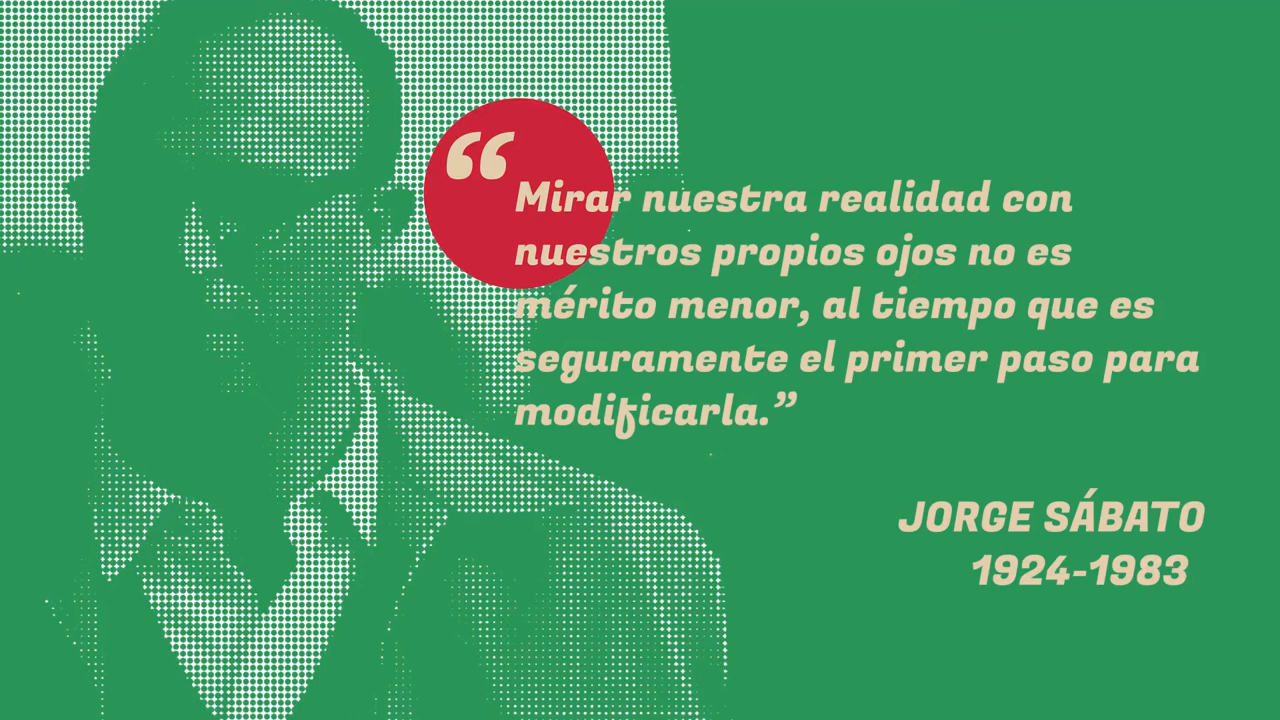 “Mirar nuestra realidad con
nuestros propios ojos no es
mérito menor, al tiempo que es
seguramente el primer paso para
modificarla.”
JORGE SÁBATO
1924-1983